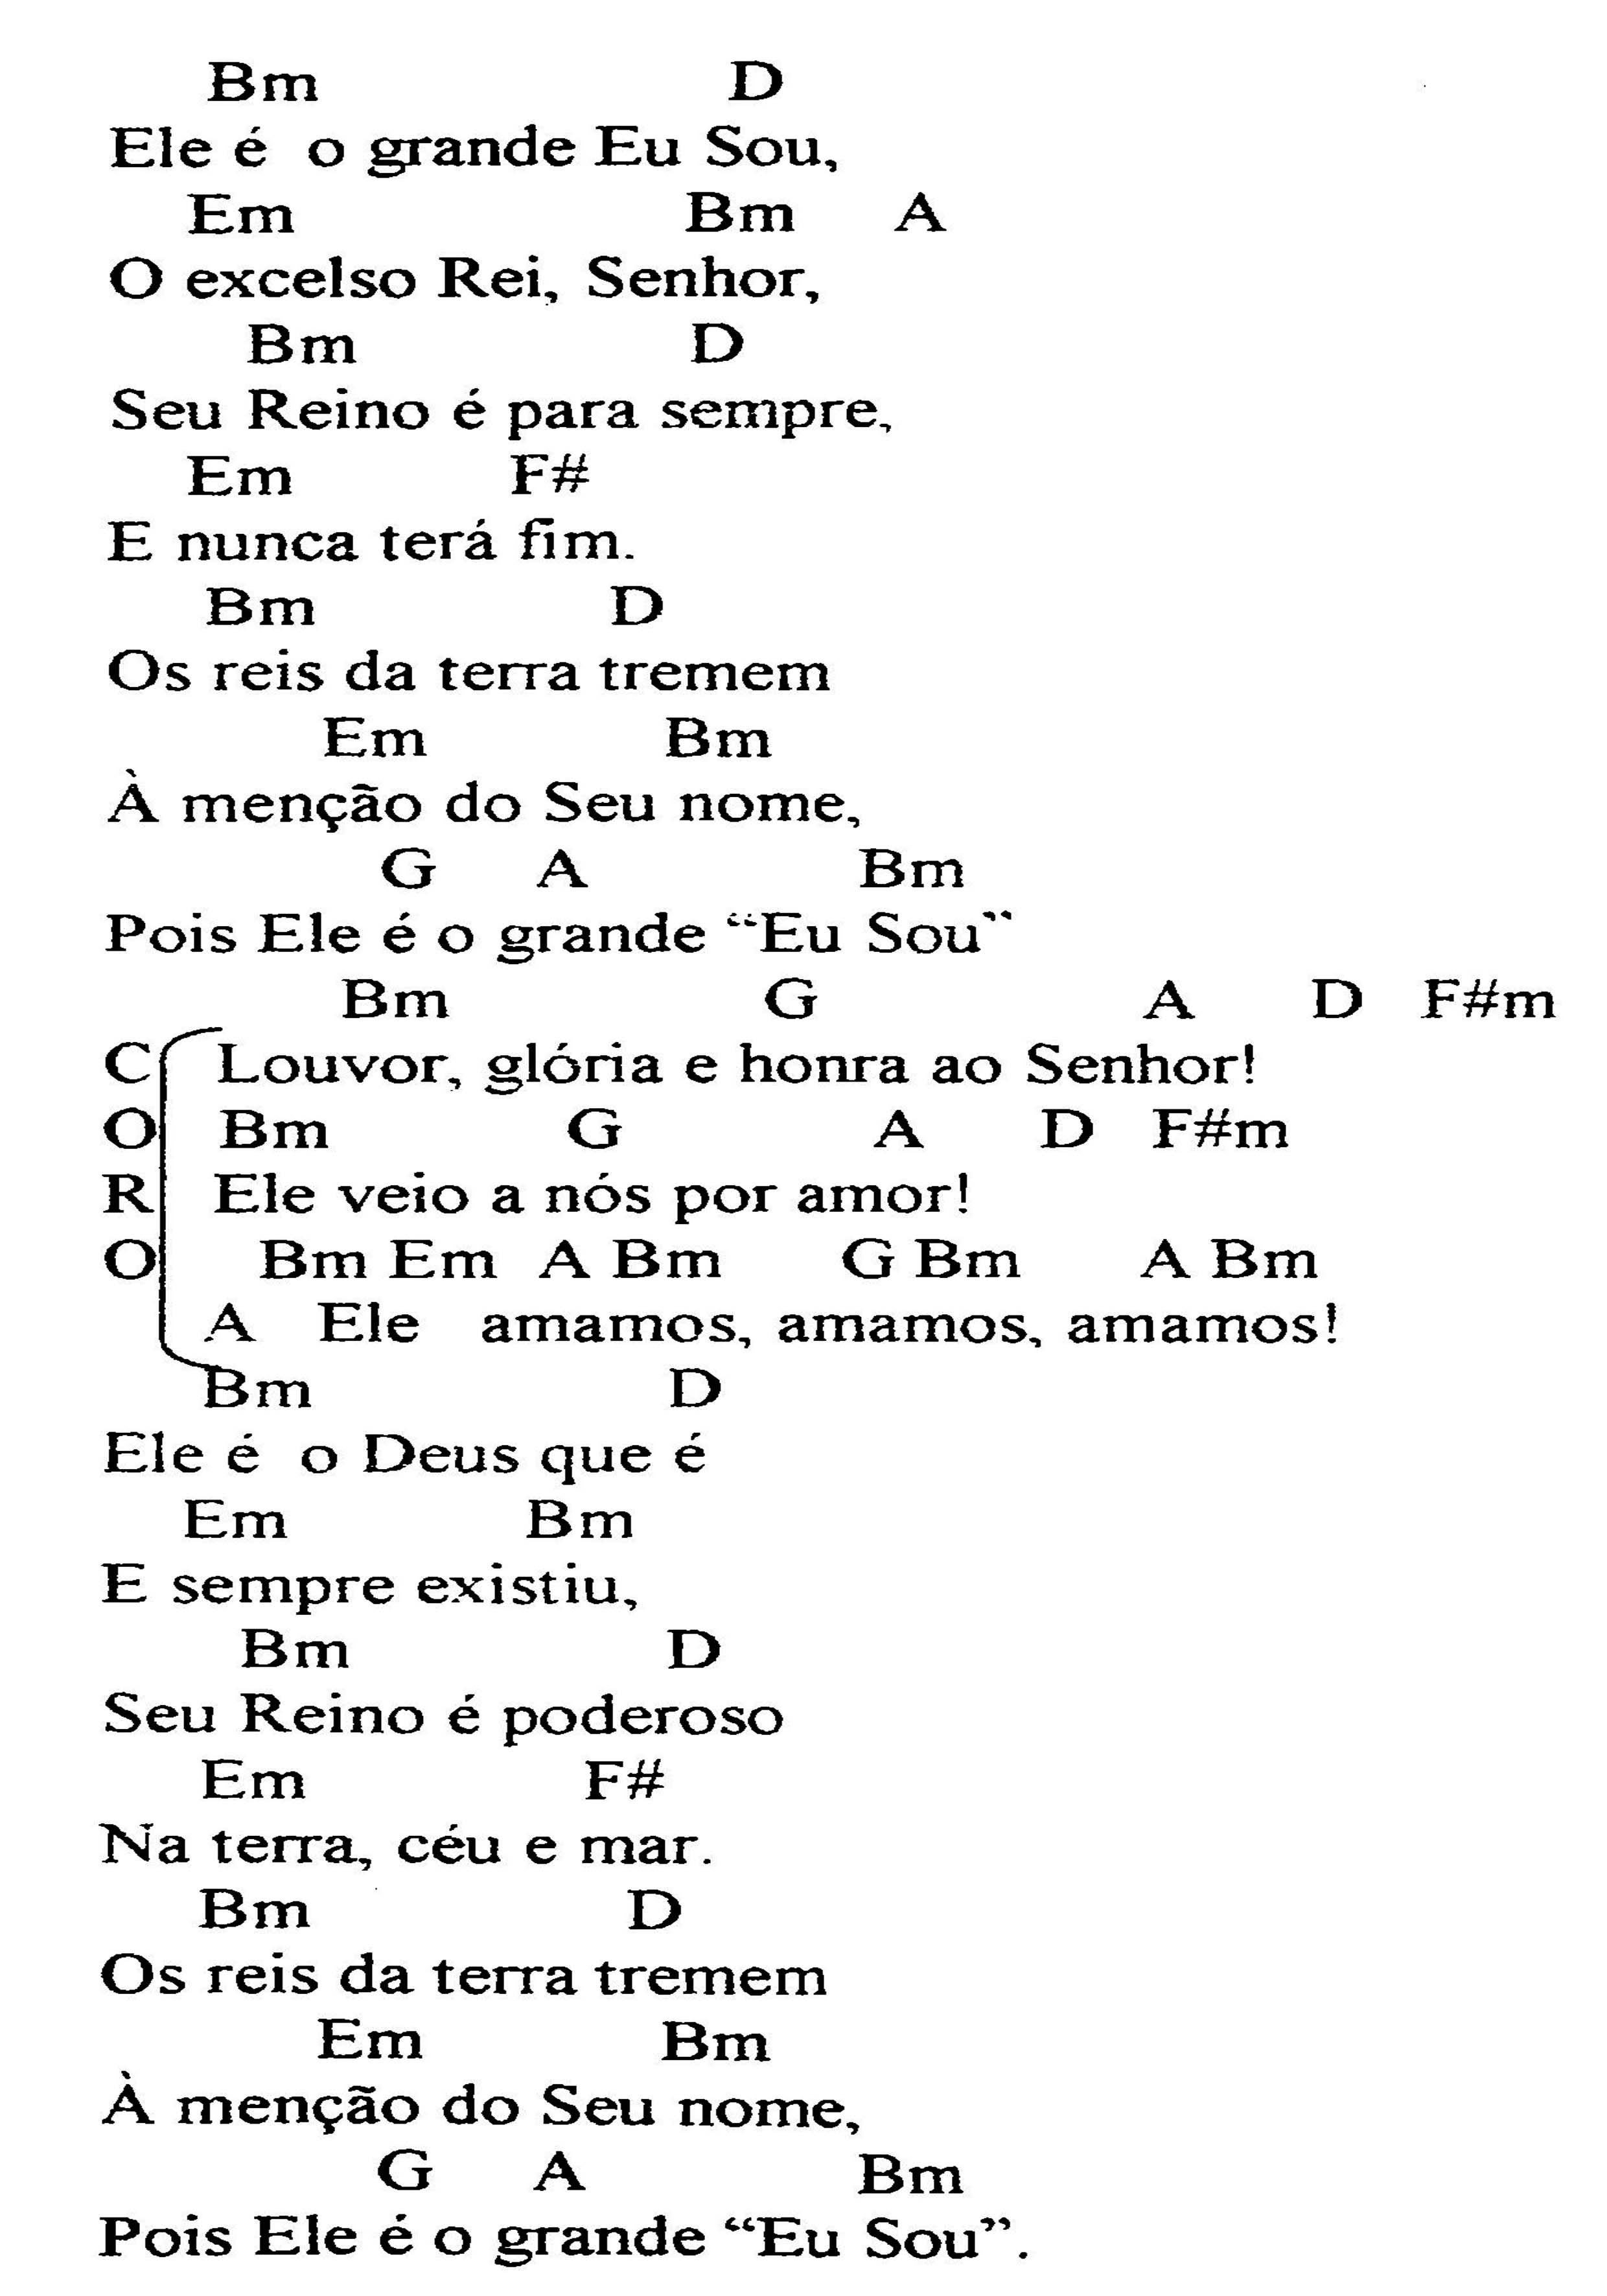 Bm D
Ele é o grande Eu Sou,
Em Bm A
O excelso Rei, Senhor,
Bm D
Seu Reino é para sempre,
Em F#
E nunca terá fim.
Bm D
Os reis da terra tremem
Em Bm
À menção do Seu nome,
G A Bm
Pois Ele é o grande “Eu Sou”
Bm G A D F#m
C Louvor, glória e honra ao Senhor!
O Bm G A D F#m
R Ele veio a nós por amor!
O Bm Em A Bm G Bm A Bm
A Ele amamos, amamos, amamos!
Bm D
Ele é o Deus que é
Em Bm
E sempre existiu,
Bm D
Seu Reino é poderoso
Em F#
Na terra, céu e mar.
Bm D
Os reis da terra tremem
Em Bm
À menção do Seu nome,
G A Bm
Pois Ele é o grande “Eu Sou”.